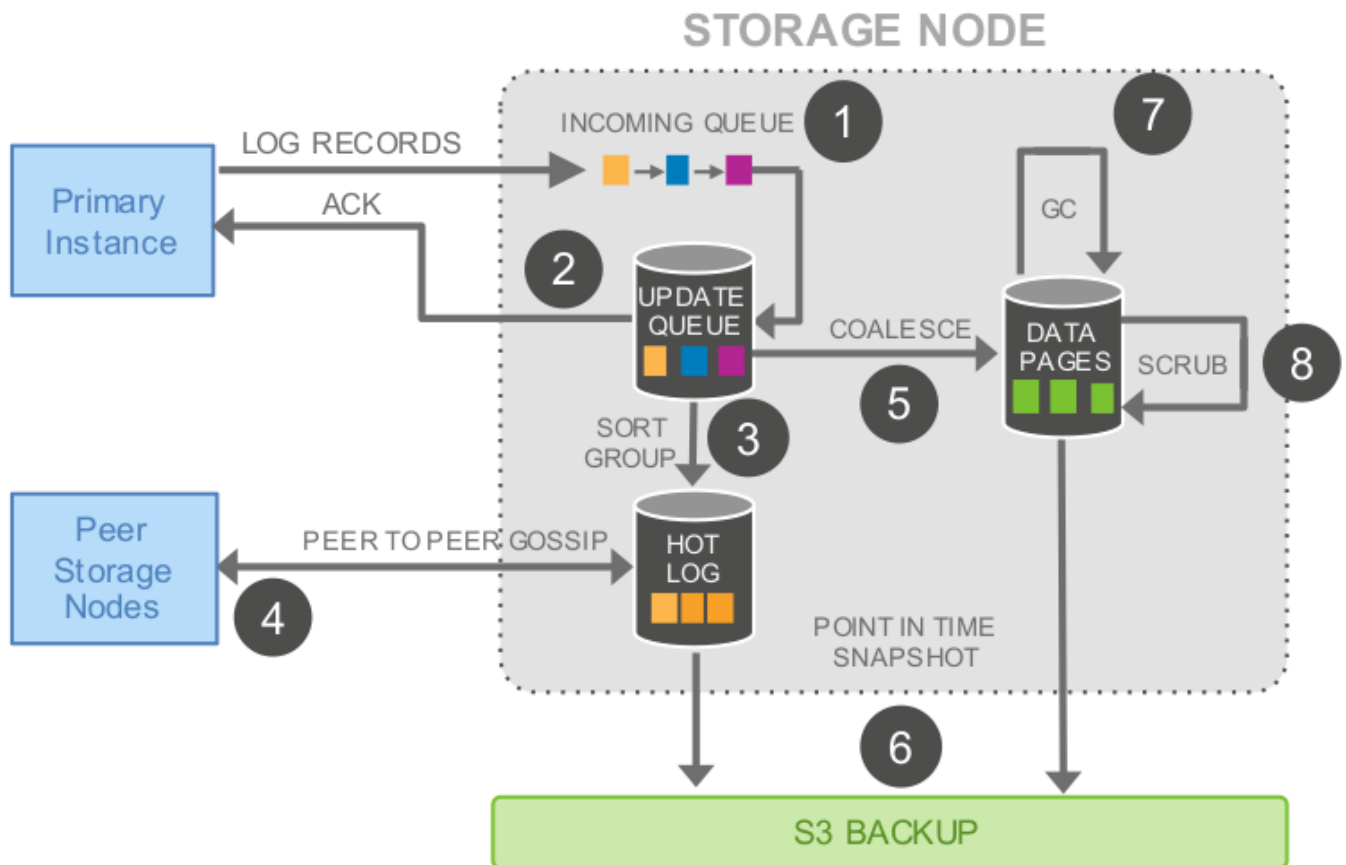 STORAGE NODE
INCOMING QUEUE
1
7
LOG RECORDS
Primary
Instance
ACK
GC
2
UPDATE
QUEUE
COALESCE
5
DATA
PAGES
SCRUB
8
SORT
GROUP
3
Peer
Storage
Nodes
PEER TO PEER GOSSIP
4
HOT
LOG
POINT IN TIME
SNAPSHOT
6
S3 BACKUP